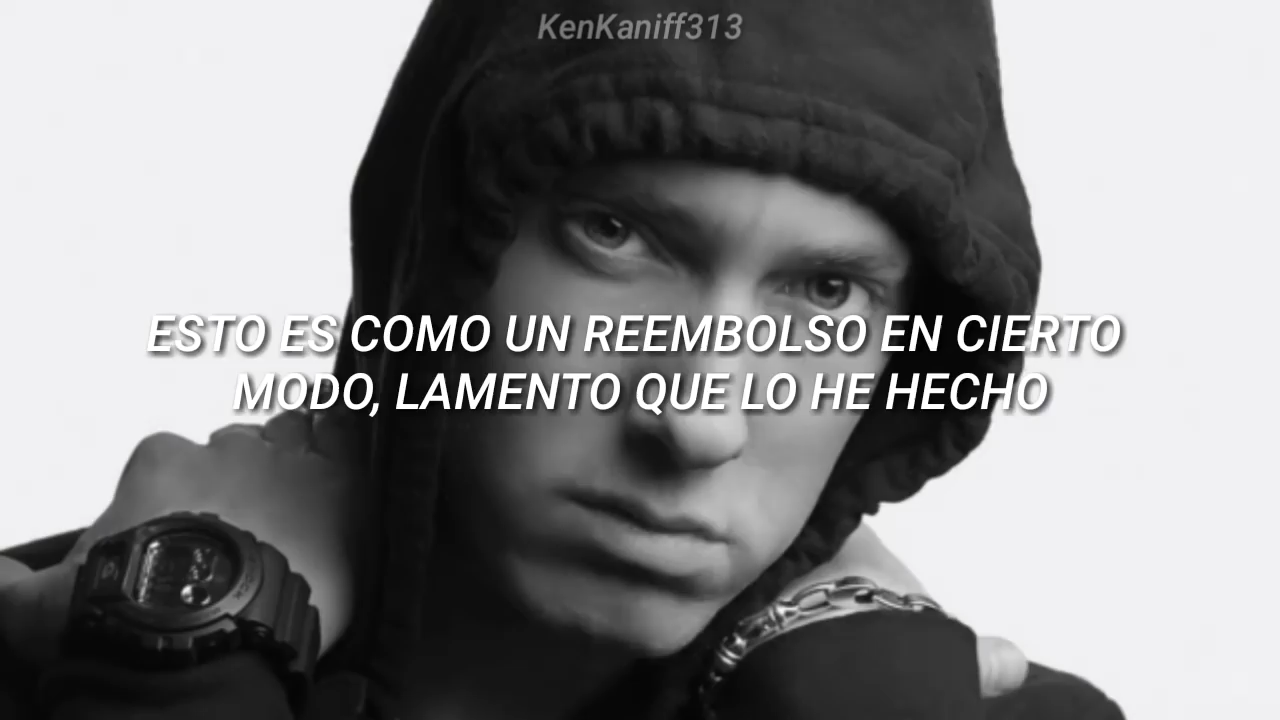 KenKaniff313
ESTO ES COMO UN REEMBOLSO EN CIERTO
MODO, LAMENTO QUE LO HE HECHO